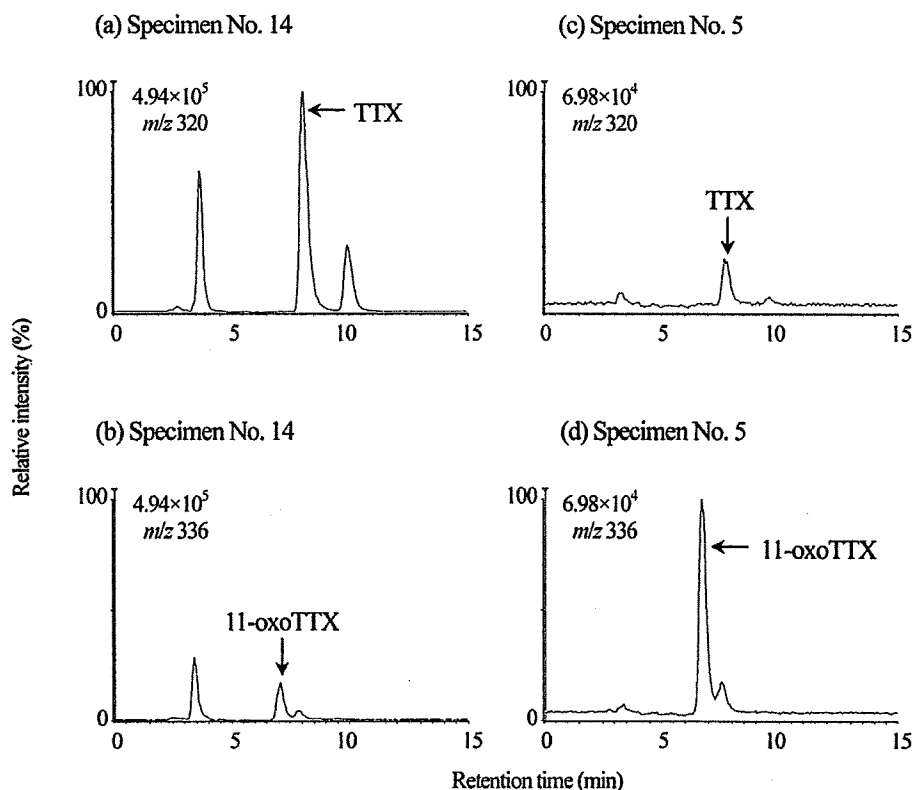 (a) Specimen No. 14
100
4.94×10⁵
m/z 320
TTX
0
0 5 10 15
(c) Specimen No. 5
100
6.98×10⁴
m/z 320
TTX
0
0 5 10 15
Relative intensity (%)
(b) Specimen No. 14
100
4.94×10⁵
m/z 336
11-oxoTTX
0
0 5 10 15
(d) Specimen No. 5
100
6.98×10⁴
m/z 336
11-oxoTTX
0
0 5 10 15
Retention time (min)